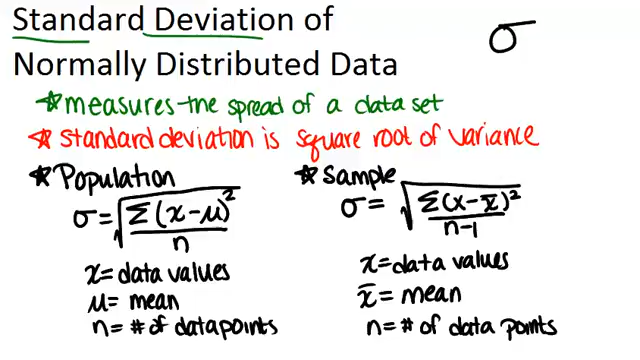 Standard Deviation of
σ
Normally Distributed Data
☆measures the spread of a data set
☆ standard deviation is square root of variance
☆Population
σ = √(Σ(x-μ)²/n)
x = data values
μ = mean
n = # of datapoints
☆Sample
σ = √(Σ(x-x̄)²/n-1)
x = data values
x̄ = mean
n = # of data points